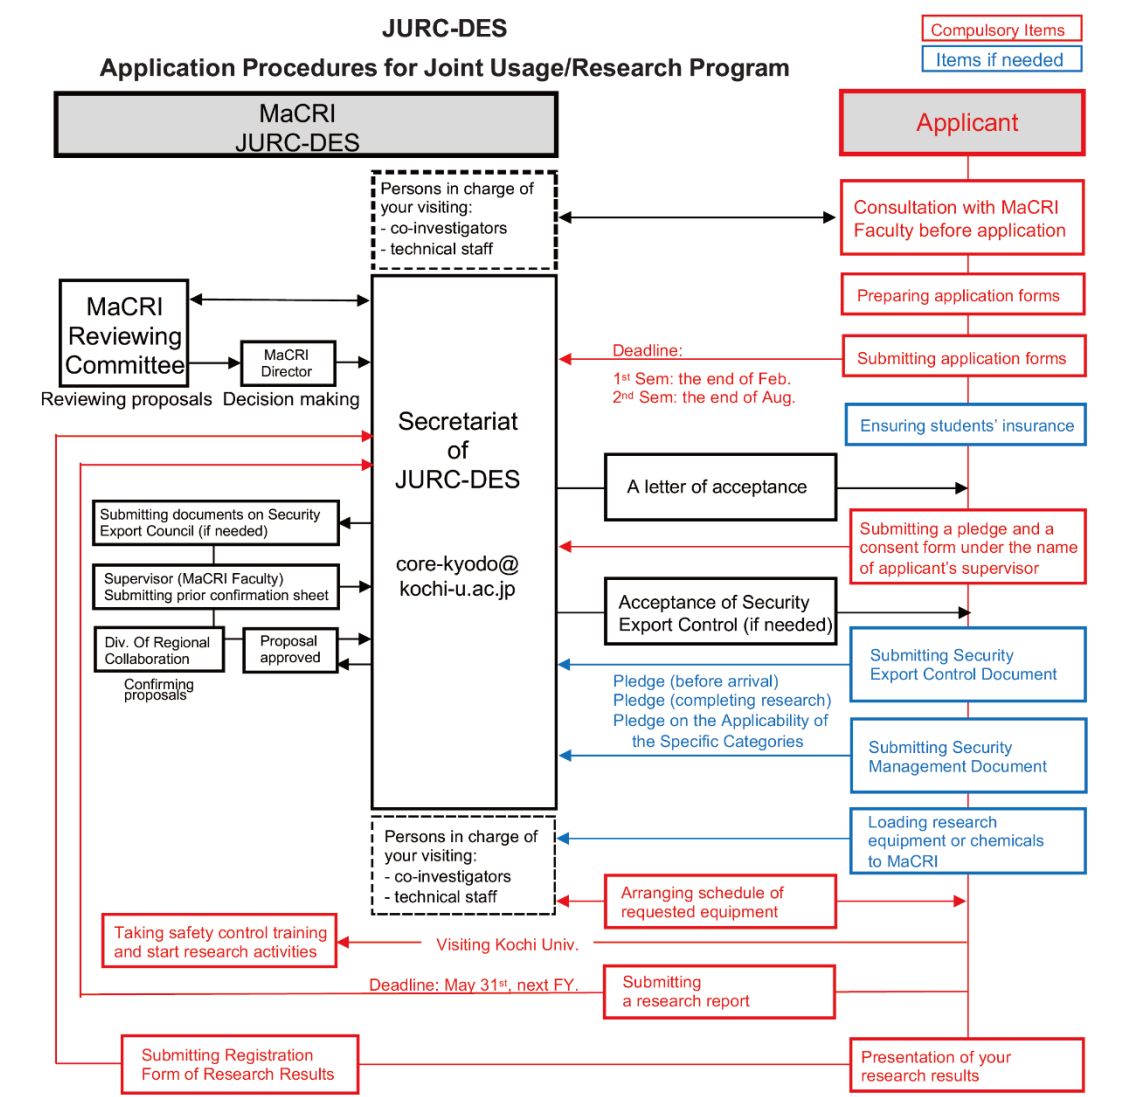 JURC-DES
Application Procedures for Joint Usage/Research Program
Compulsory Items
Items if needed
MaCRI
JURC-DES
Applicant
Persons in charge of
your visiting:
- co-investigators
- technical staff
Consultation with MaCRI
Faculty before application
MaCRI
Reviewing
Committee
Reviewing proposals
MaCRI
Director
Decision making
Preparing application forms
Deadline:
1st Sem: the end of Feb.
2nd Sem: the end of Aug.
Submitting application forms
Secretariat
of
JURC-DES
core-kyodo@
kochi-u.ac.jp
Ensuring students' insurance
A letter of acceptance
Submitting documents on Security
Export Council (if needed)
Submitting a pledge and a
consent form under the name
of applicant's supervisor
Supervisor (MaCRI Faculty)
Submitting prior confirmation sheet
Acceptance of Security
Export Control (if needed)
Div. Of Regional
Collaboration
Proposal
approved
Confirming
proposals
Submitting Security
Export Control Document
Pledge (before arrival)
Pledge (completing research)
Pledge on the Applicability of
the Specific Categories
Submitting Security
Management Document
Persons in charge of
your visiting:
- co-investigators
- technical staff
Loading research
equipment or chemicals
to MaCRI
Arranging schedule of
requested equipment
Taking safety control training
and start research activities.
Visiting Kochi Univ.
Deadline: May 31st, next FY.
Submitting
a research report
Submitting Registration
Form of Research Results
Presentation of your
research results